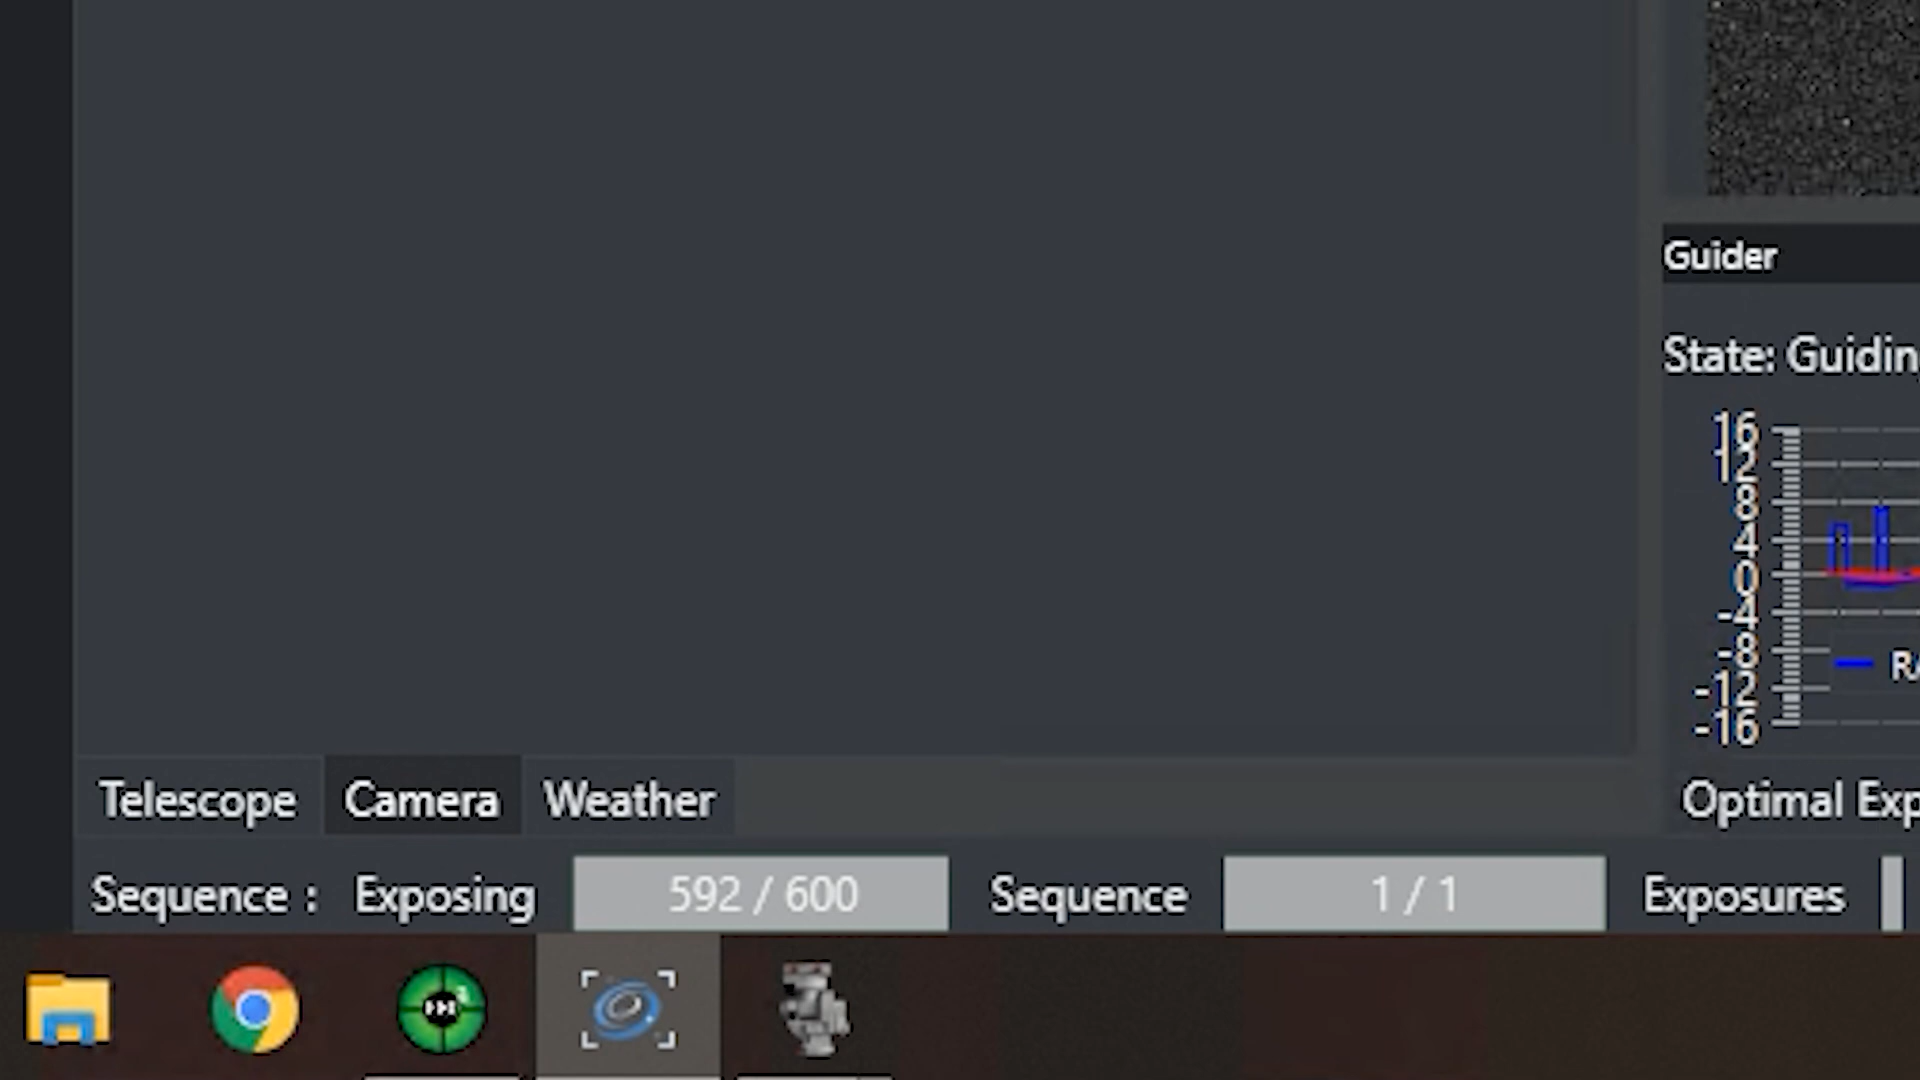 Guider
State: Guidin
16
12
8
4
0
-4
-8
-12
-16
RA
Telescope Camera Weather
Optimal Exp
Sequence : Exposing 592 / 600 Sequence 1 / 1 Exposures